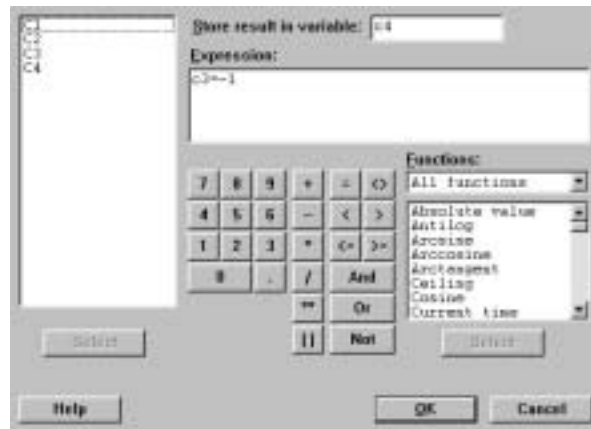 C1
C2
C3
C4
Store result in variable: c4
Expression:
Functions:
7 8 9 + = <>
All functions
4 5 6 - < >
1 2 3 * <= >=
0 . / And
** Or
() Not
Absolute value
Antilog
Arcsine
Arccosine
Arctangent
Ceiling
Cosine
Current time
Select
Select
Help
OK
Cancel